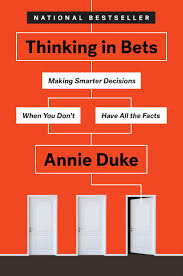 NATIONAL BESTSELLER
Thinking in Bets
Making Smarter Decisions
When You Don't
Have All the Facts
Annie Duke